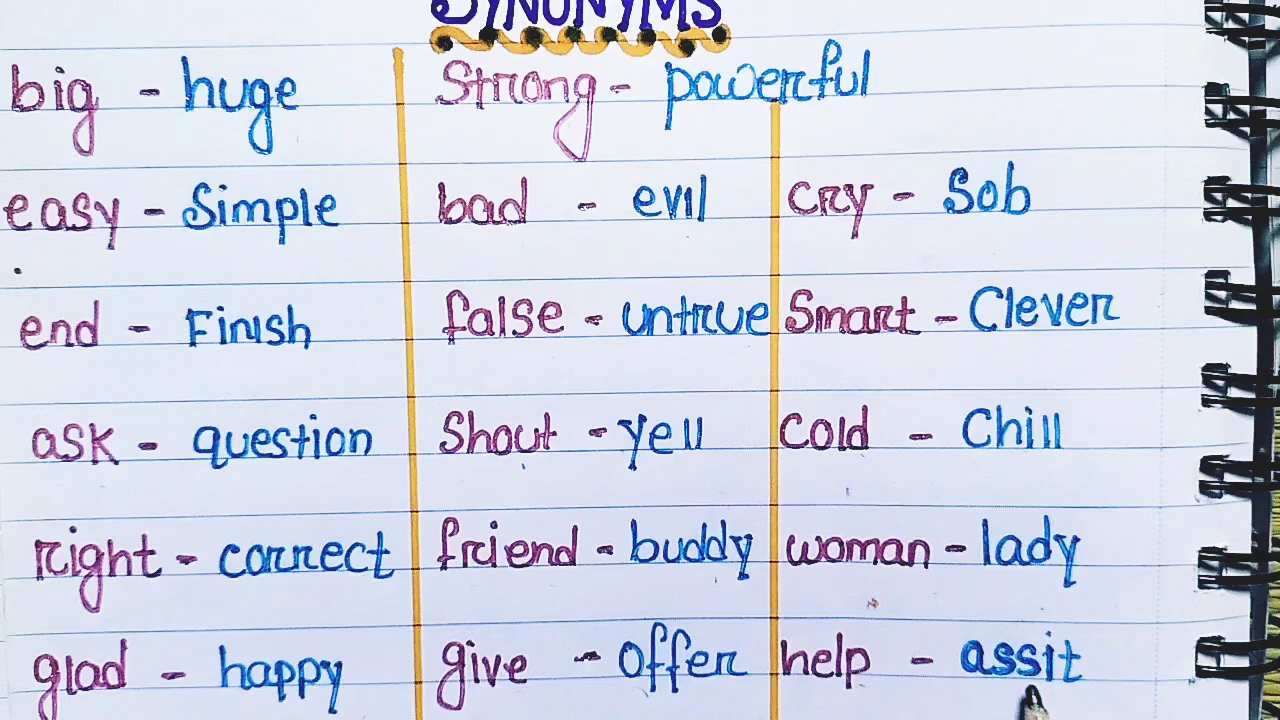 SYNONYMS
big - huge Strong - powerful
easy - Simple bad - evil cry - Sob
end - Finish false - untrue Smart - Clever
ask - question Shout - yell Cold - Chill
right - correct friend - buddy woman - lady
glad - happy give - offer help - assit